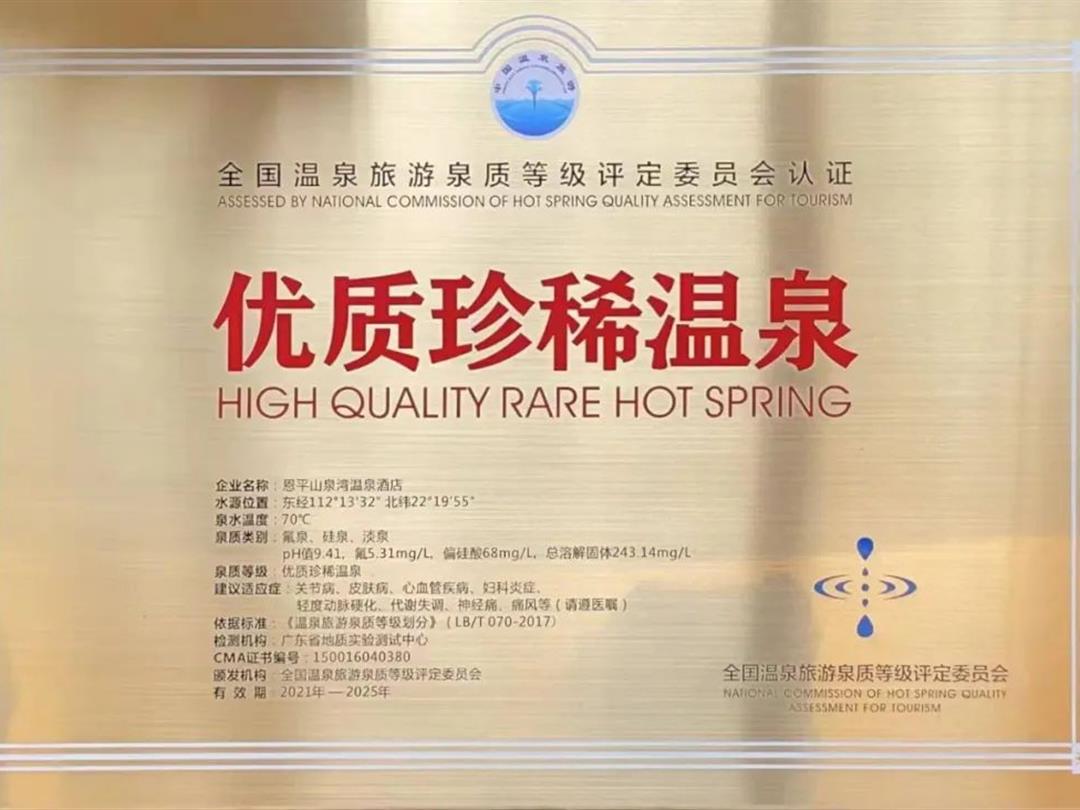 中国温泉旅游
全国温泉旅游泉质等级评定委员会认证
ASSESSED BY NATIONAL COMMISSION OF HOT SPRING QUALITY ASSESSMENT FOR TOURISM
优质珍稀温泉
HIGH QUALITY RARE HOT SPRING
企业名称：恩平山泉湾温泉酒店
水源位置：东经112°13'32" 北纬22°19'55"
泉水温度：70℃
泉质类别：氟泉、硅泉、淡泉
pH值9.41，氟5.31mg/L，偏硅酸68mg/L，总溶解固体243.14mg/L
泉质等级：优质珍稀温泉
建议适应症：关节病、皮肤病、心血管疾病、妇科炎症、
轻度动脉硬化、代谢失调、神经痛、痛风等（请遵医嘱）
依据标准：《温泉旅游泉质等级划分》（LB/T 070-2017）
检测机构：广东省地质实验测试中心
CMA证书编号：150016040380
颁发机构：全国温泉旅游泉质等级评定委员会
有 效 期：2021年—2025年
全国温泉旅游泉质等级评定委员会
NATIONAL COMMISSION OF HOT SPRING QUALITY
ASSESSMENT FOR TOURISM